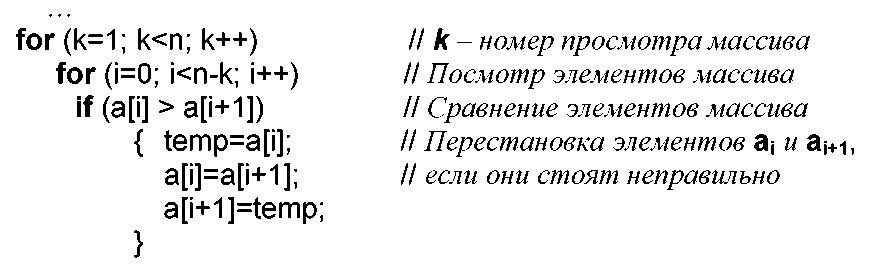 ...
for (k=1; k<n; k++) // k – номер просмотра массива
for (i=0; i<n-k; i++) // Посмотр элементов массива
if (a[i] > a[i+1]) // Сравнение элементов массива
{ temp=a[i]; // Перестановка элементов ai и ai+1,
a[i]=a[i+1]; // если они стоят неправильно
a[i+1]=temp;
}